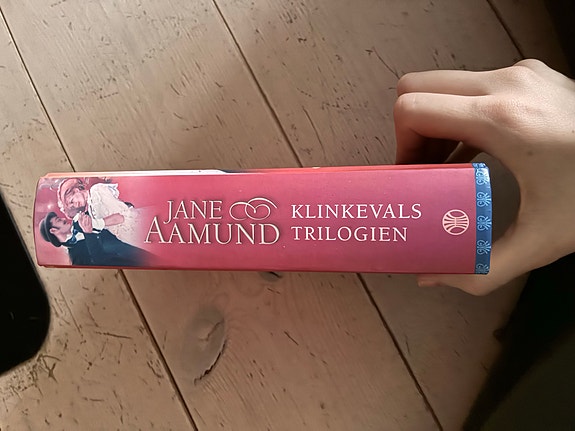 JANE
AAMUND
KLINKEVALS
TRILOGIEN